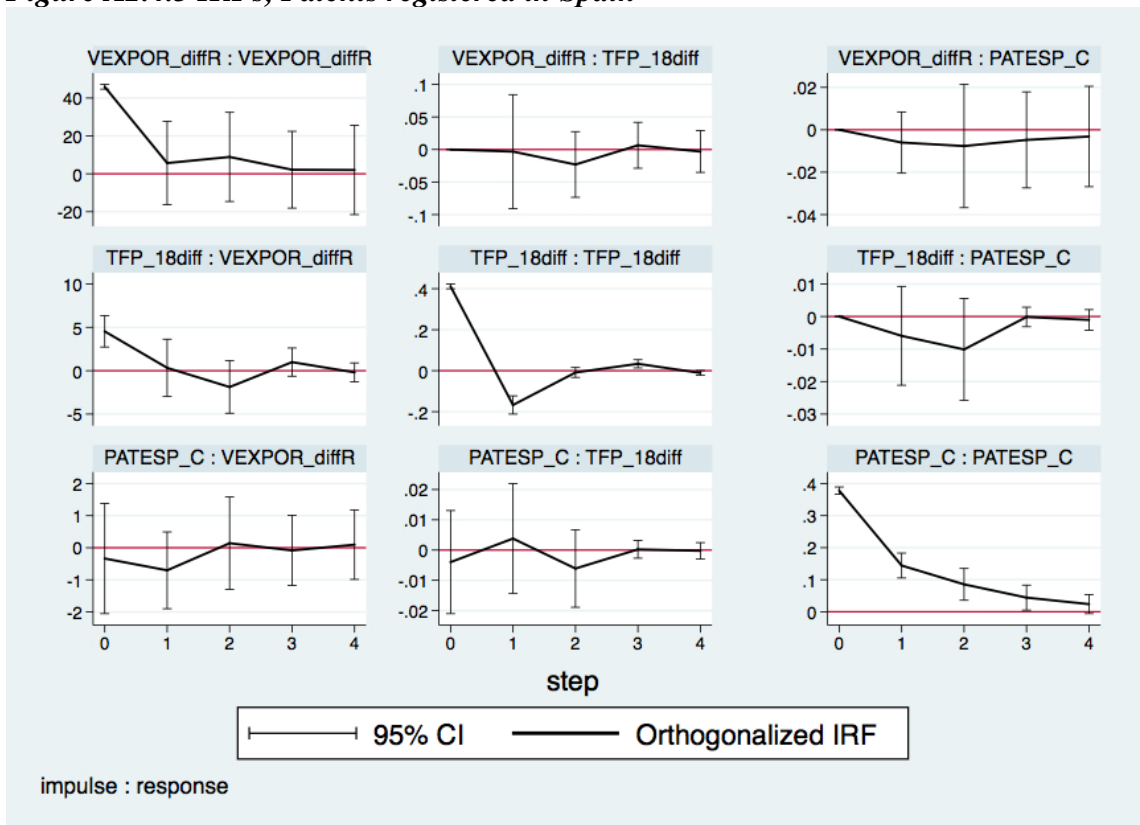 Figure A2.4.3 IRFs, Patents registered in Spain
VEXPOR_diffR : VEXPOR_diffR
VEXPOR_diffR : TFP_18diff
VEXPOR_diffR : PATESP_C
40
20
0
-20
.1
.05
0
-.05
-.1
.02
0
-.02
-.04
TFP_18diff : VEXPOR_diffR
TFP_18diff : TFP_18diff
TFP_18diff : PATESP_C
10
5
0
-5
.4
.2
0
-.2
.01
0
-.01
-.02
-.03
PATESP_C : VEXPOR_diffR
PATESP_C : TFP_18diff
PATESP_C : PATESP_C
2
1
0
-1
-2
.02
.01
0
-.01
-.02
.4
.3
.2
.1
0
0 1 2 3 4
0 1 2 3 4
0 1 2 3 4
step
95% CI
Orthogonalized IRF
impulse : response